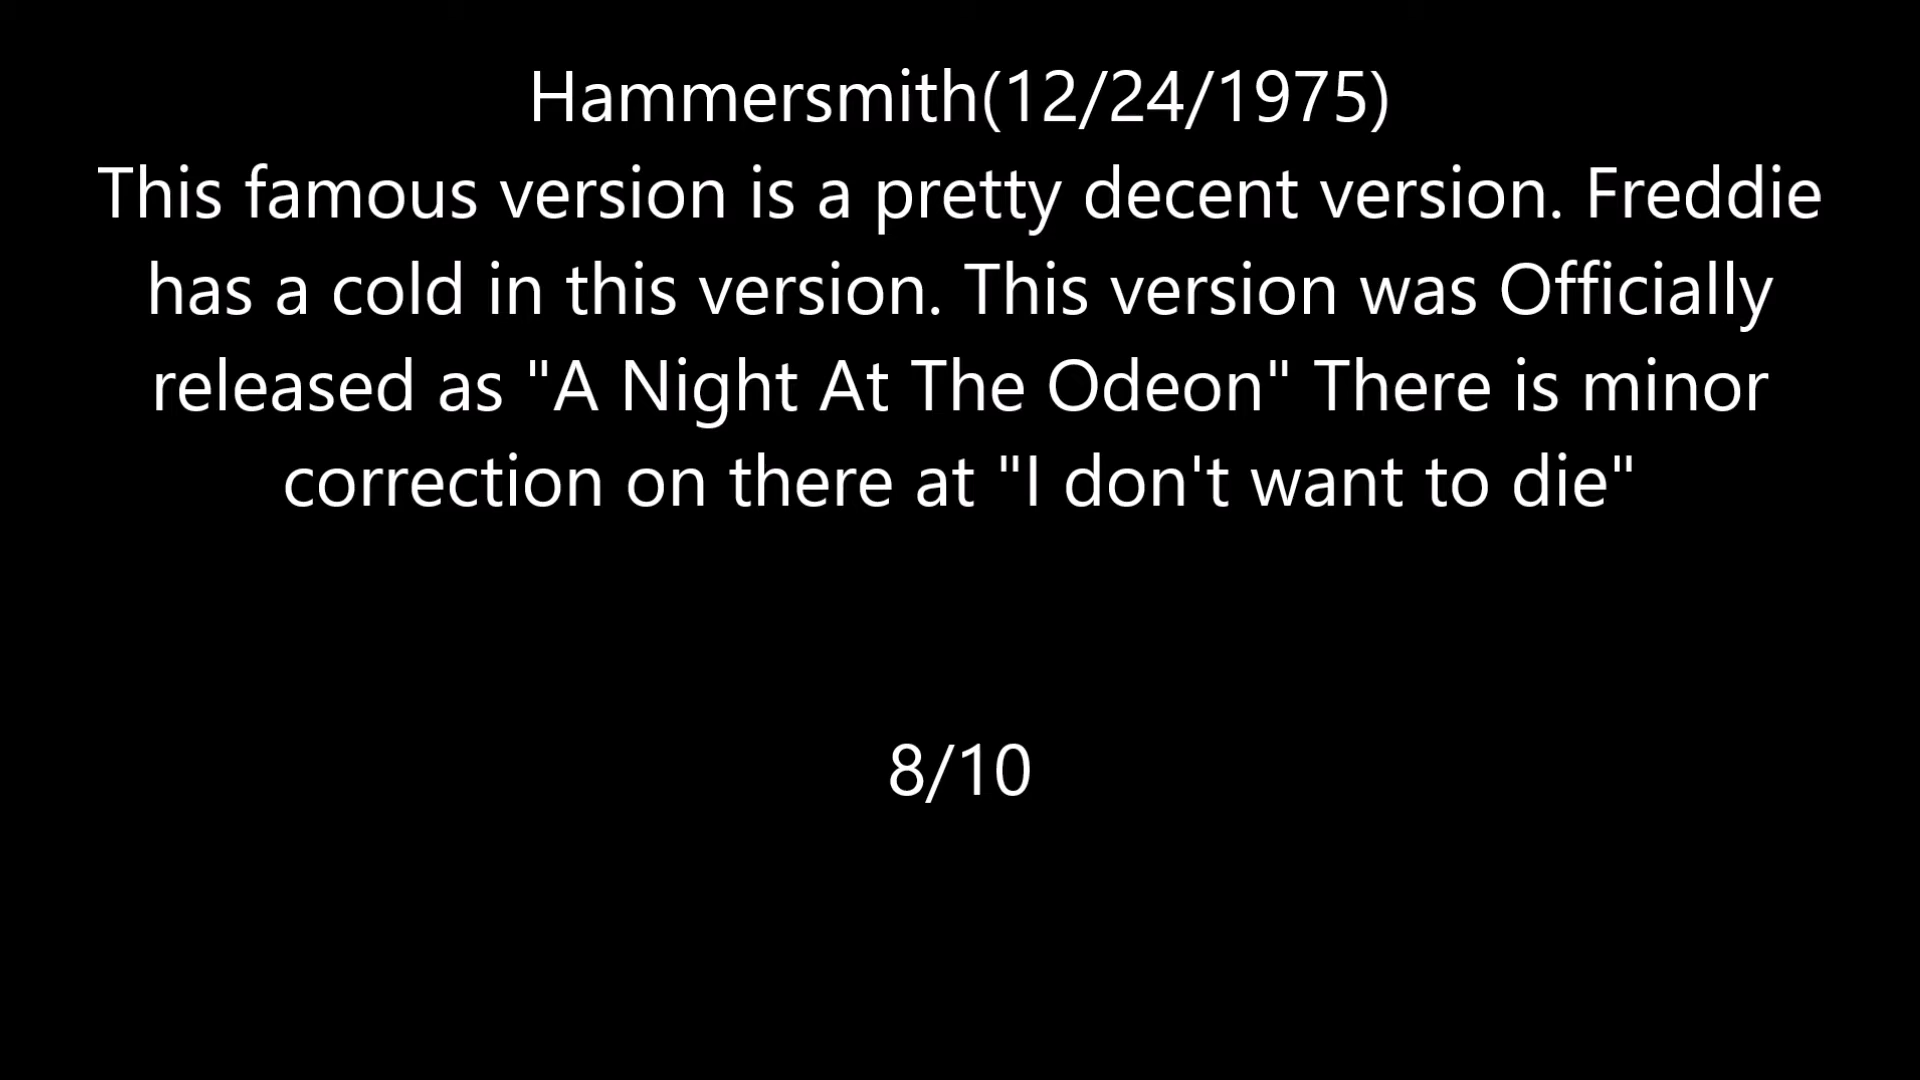 Hammersmith(12/24/1975)
This famous version is a pretty decent version. Freddie
has a cold in this version. This version was Officially
released as "A Night At The Odeon" There is minor
correction on there at "I don't want to die"
8/10